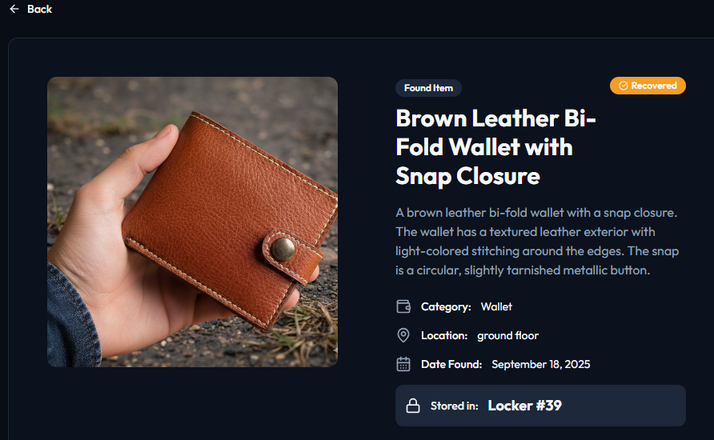 Back
Found Item
Recovered
Brown Leather Bi-
Fold Wallet with
Snap Closure
A brown leather bi-fold wallet with a snap closure.
The wallet has a textured leather exterior with
light-colored stitching around the edges. The snap
is a circular, slightly tarnished metallic button.
Category: Wallet
Location: ground floor
Date Found: September 18, 2025
Stored in: Locker #39